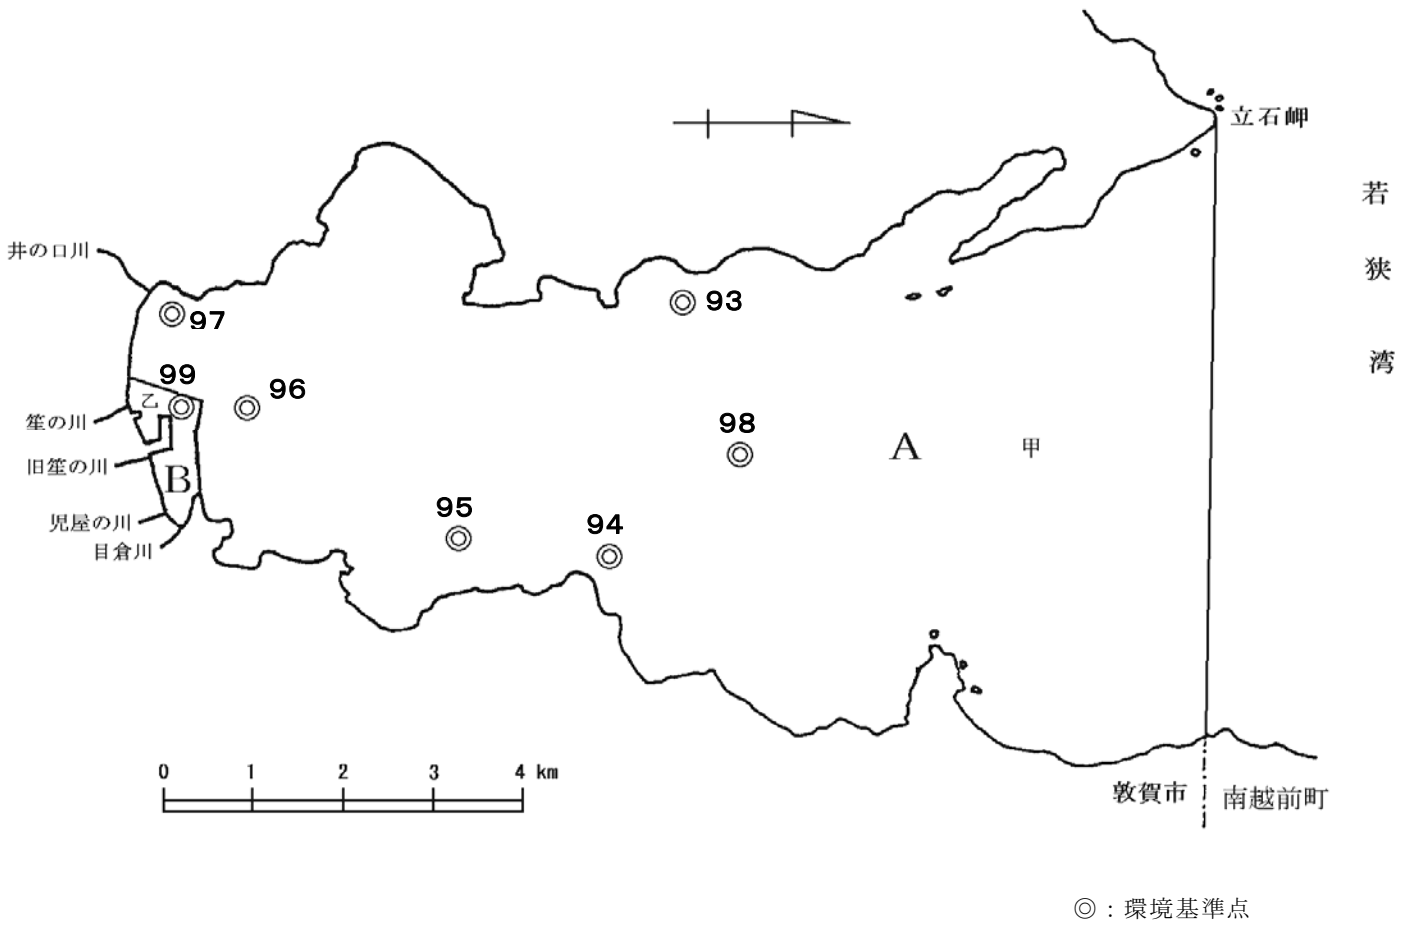 立石岬
若狭湾
井の口川
93
97
99
96
乙
笙の川
98
A
甲
旧笙の川
B
95
94
児屋の川
目倉川
0 1 2 3 4 km
敦賀市
南越前町
◎：環境基準点